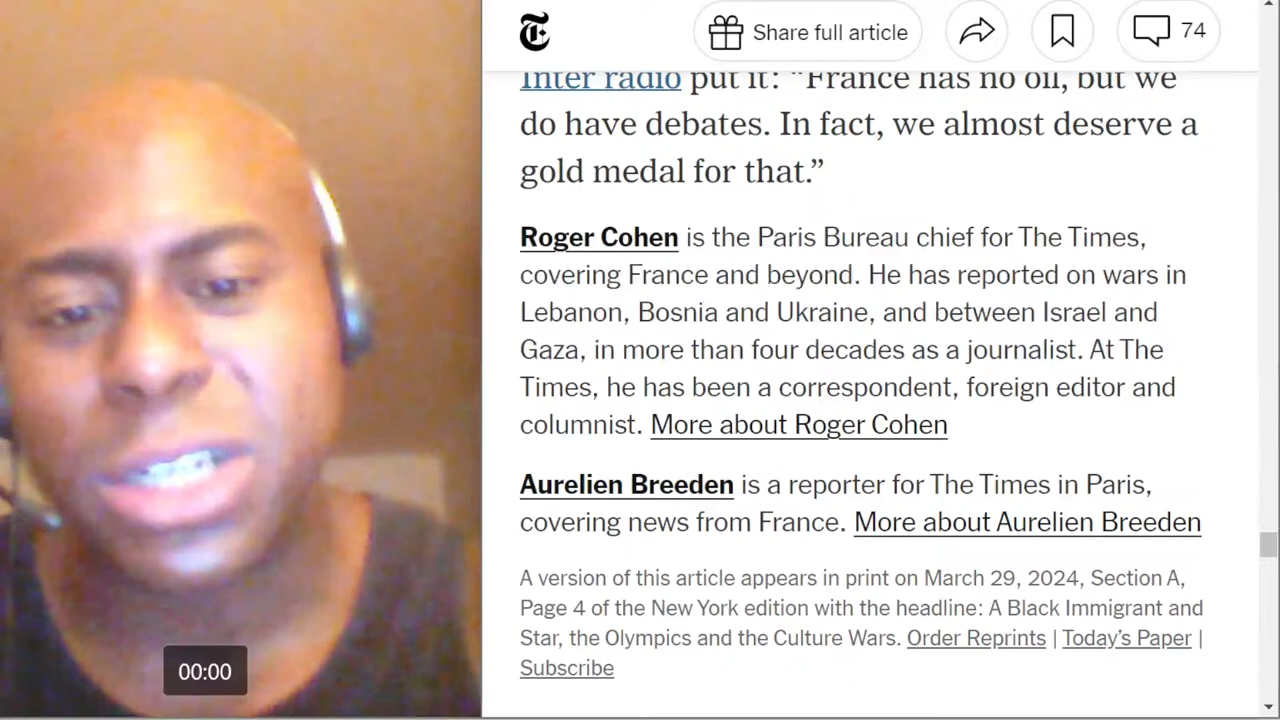 Share full article
74
Inter radio put it: “France has no oil, but we
do have debates. In fact, we almost deserve a
gold medal for that.”
Roger Cohen is the Paris Bureau chief for The Times,
covering France and beyond. He has reported on wars in
Lebanon, Bosnia and Ukraine, and between Israel and
Gaza, in more than four decades as a journalist. At The
Times, he has been a correspondent, foreign editor and
columnist. More about Roger Cohen
Aurelien Breeden is a reporter for The Times in Paris,
covering news from France. More about Aurelien Breeden
A version of this article appears in print on March 29, 2024, Section A,
Page 4 of the New York edition with the headline: A Black Immigrant and
Star, the Olympics and the Culture Wars. Order Reprints | Today’s Paper |
Subscribe
00:00